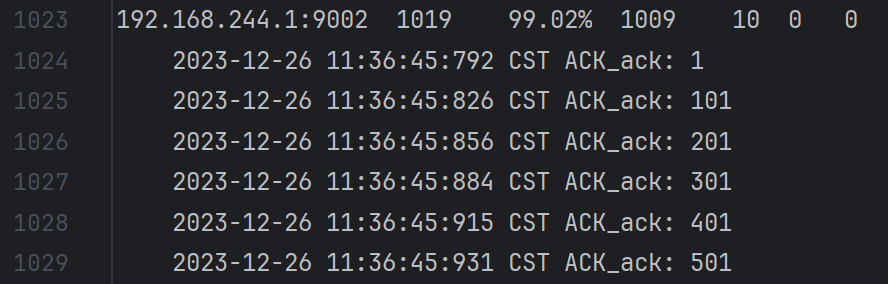 1023 192.168.244.1:9002 1019 99.02% 1009 10 0 0
1024 2023-12-26 11:36:45:792 CST ACK_ack: 1
1025 2023-12-26 11:36:45:826 CST ACK_ack: 101
1026 2023-12-26 11:36:45:856 CST ACK_ack: 201
1027 2023-12-26 11:36:45:884 CST ACK_ack: 301
1028 2023-12-26 11:36:45:915 CST ACK_ack: 401
1029 2023-12-26 11:36:45:931 CST ACK_ack: 501